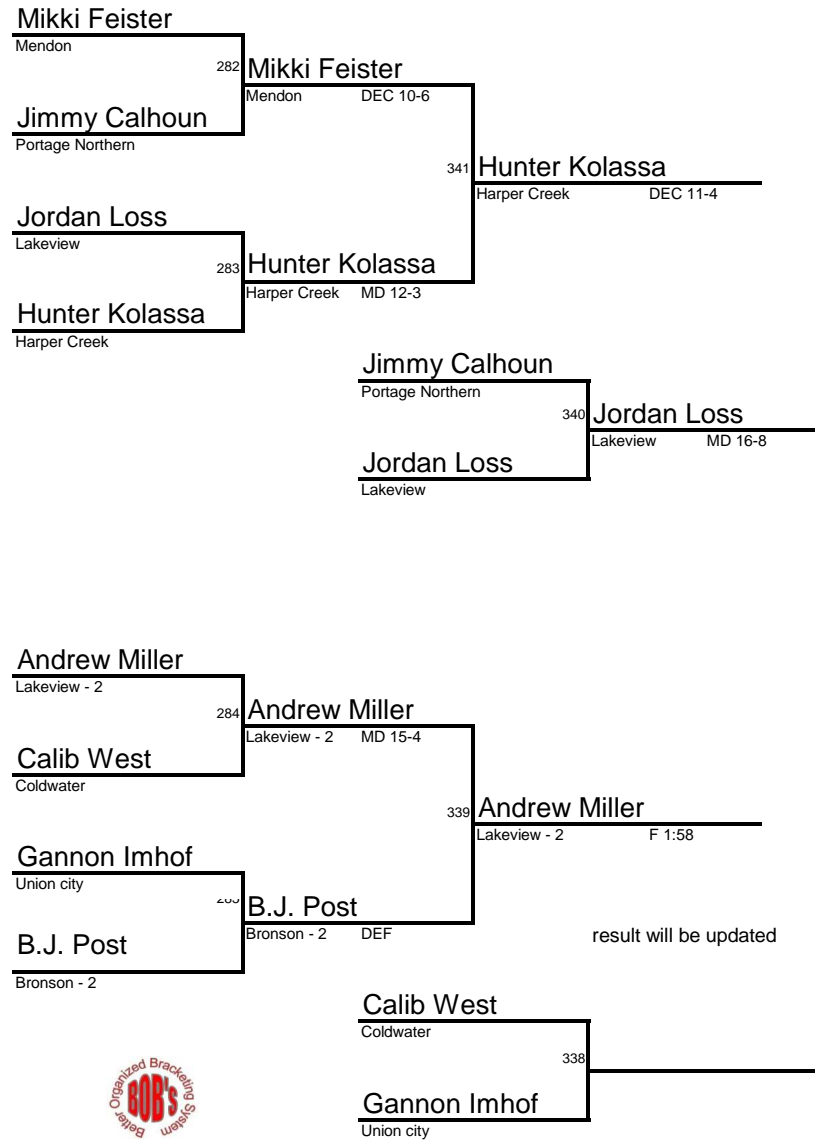 Mikki Feister
Mendon
282
Mikki Feister
Mendon DEC 10-6
Jimmy Calhoun
Portage Northern
341
Hunter Kolassa
Harper Creek DEC 11-4
Jordan Loss
Lakeview
283
Hunter Kolassa
Harper Creek MD 12-3
Hunter Kolassa
Harper Creek
Jimmy Calhoun
Portage Northern
340
Jordan Loss
Lakeview MD 16-8
Jordan Loss
Lakeview
Andrew Miller
Lakeview - 2
284
Andrew Miller
Lakeview - 2 MD 15-4
Calib West
Coldwater
339
Andrew Miller
Lakeview - 2 F 1:58
Gannon Imhof
Union city
B.J. Post
Bronson - 2 DEF
B.J. Post
Bronson - 2
result will be updated
Calib West
Coldwater
338
Gannon Imhof
Union city
Better Organized Bracketing System
BOB'S